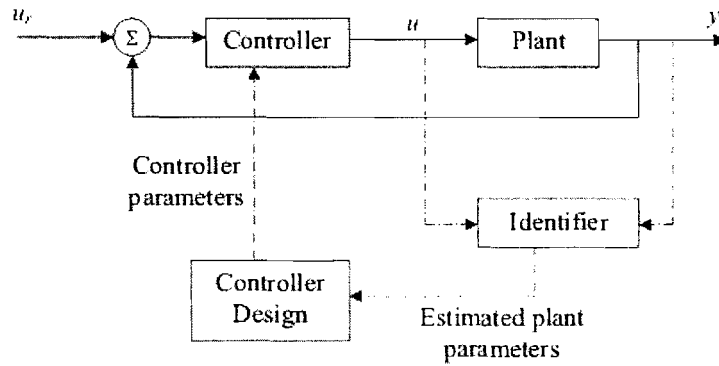 u_r
Σ
Controller
u
Plant
y
Controller
parameters
Identifier
Controller
Design
Estimated plant
parameters